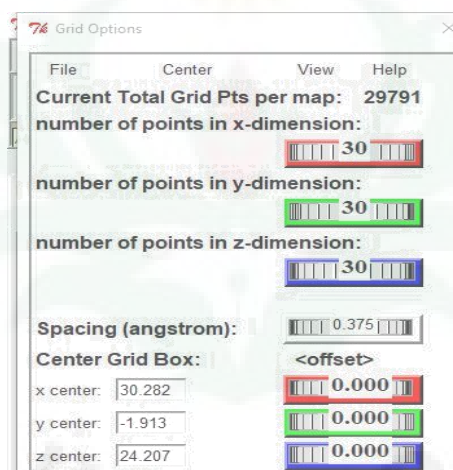 Grid Options
File Center View Help
Current Total Grid Pts per map: 29791
number of points in x-dimension:
30
number of points in y-dimension:
30
number of points in z-dimension:
30
Spacing (angstrom): 0.375
Center Grid Box: <offset>
x center: 30.282 0.000
y center: -1.913 0.000
z center: 24.207 0.000